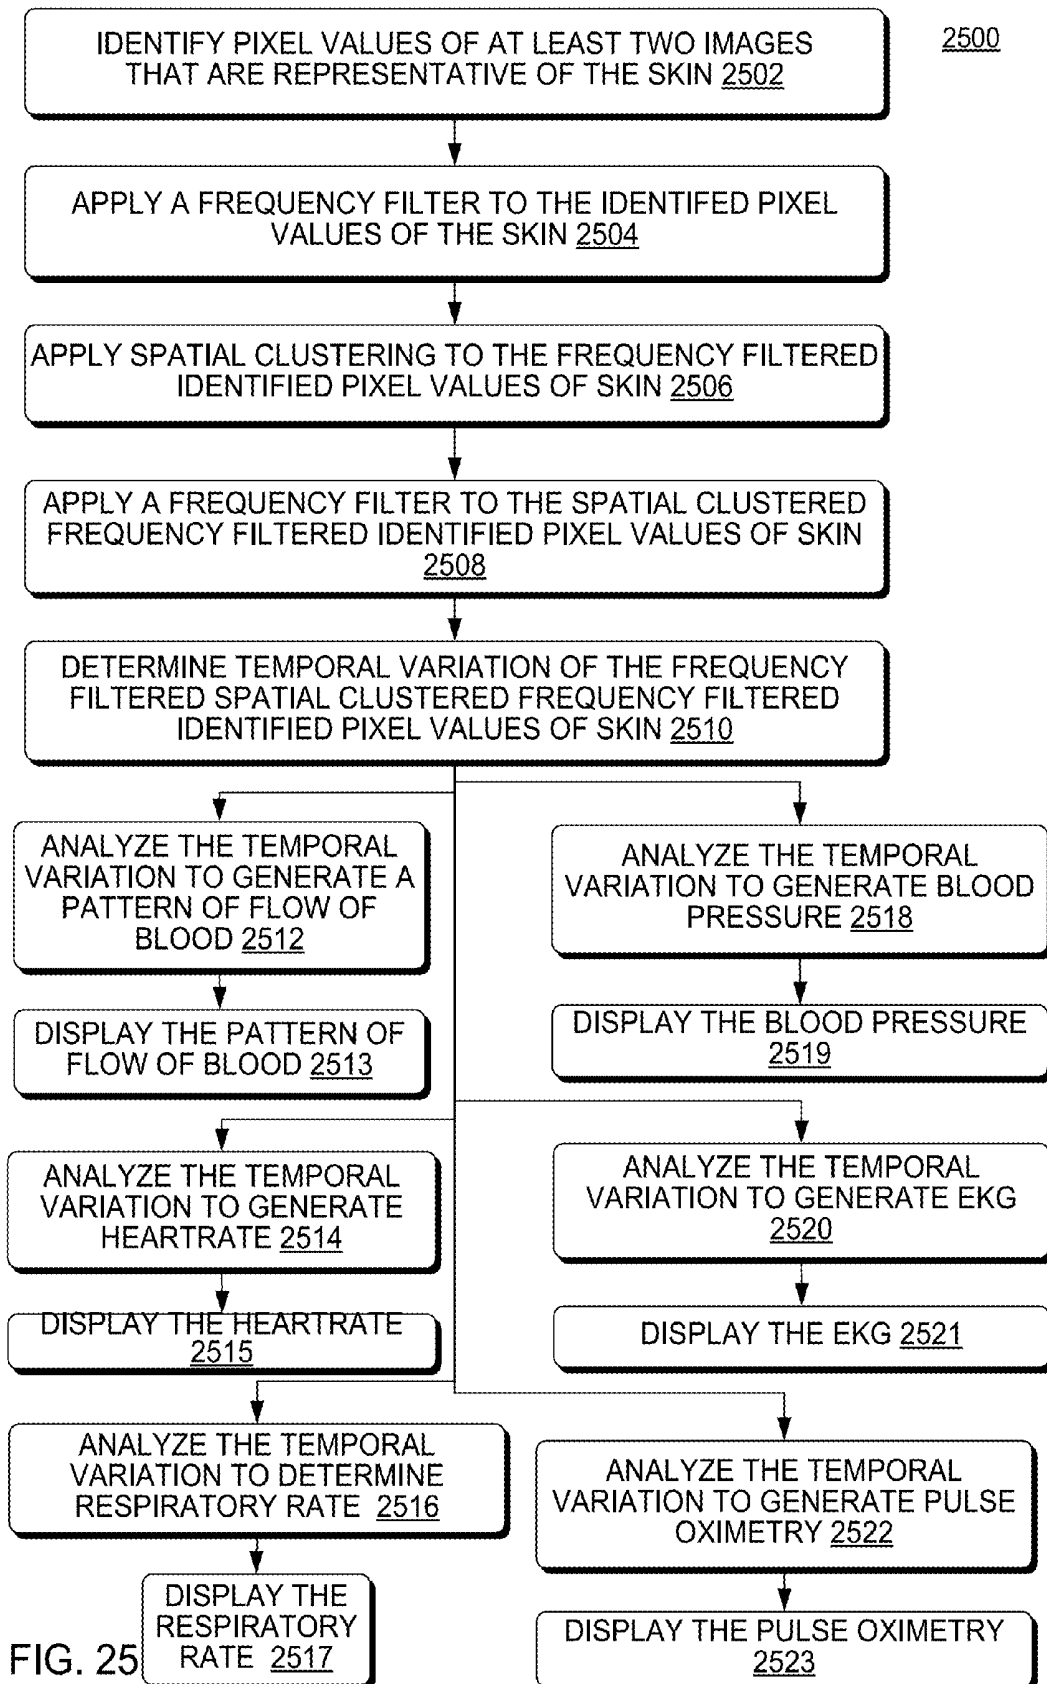 2500
IDENTIFY PIXEL VALUES OF AT LEAST TWO IMAGES
THAT ARE REPRESENTATIVE OF THE SKIN 2502
APPLY A FREQUENCY FILTER TO THE IDENTIFED PIXEL
VALUES OF THE SKIN 2504
APPLY SPATIAL CLUSTERING TO THE FREQUENCY FILTERED
IDENTIFIED PIXEL VALUES OF SKIN 2506
APPLY A FREQUENCY FILTER TO THE SPATIAL CLUSTERED
FREQUENCY FILTERED IDENTIFIED PIXEL VALUES OF SKIN
2508
DETERMINE TEMPORAL VARIATION OF THE FREQUENCY
FILTERED SPATIAL CLUSTERED FREQUENCY FILTERED
IDENTIFIED PIXEL VALUES OF SKIN 2510
ANALYZE THE TEMPORAL
VARIATION TO GENERATE A
PATTERN OF FLOW OF
BLOOD 2512
DISPLAY THE PATTERN OF
FLOW OF BLOOD 2513
ANALYZE THE TEMPORAL
VARIATION TO GENERATE BLOOD
PRESSURE 2518
DISPLAY THE BLOOD PRESSURE
2519
ANALYZE THE TEMPORAL
VARIATION TO GENERATE
HEARTRATE 2514
DISPLAY THE HEARTRATE
2515
ANALYZE THE TEMPORAL
VARIATION TO GENERATE EKG
2520
DISPLAY THE EKG 2521
ANALYZE THE TEMPORAL
VARIATION TO DETERMINE
RESPIRATORY RATE 2516
DISPLAY THE
RESPIRATORY
RATE 2517
ANALYZE THE TEMPORAL
VARIATION TO GENERATE PULSE
OXIMETRY 2522
DISPLAY THE PULSE OXIMETRY
2523
FIG. 25